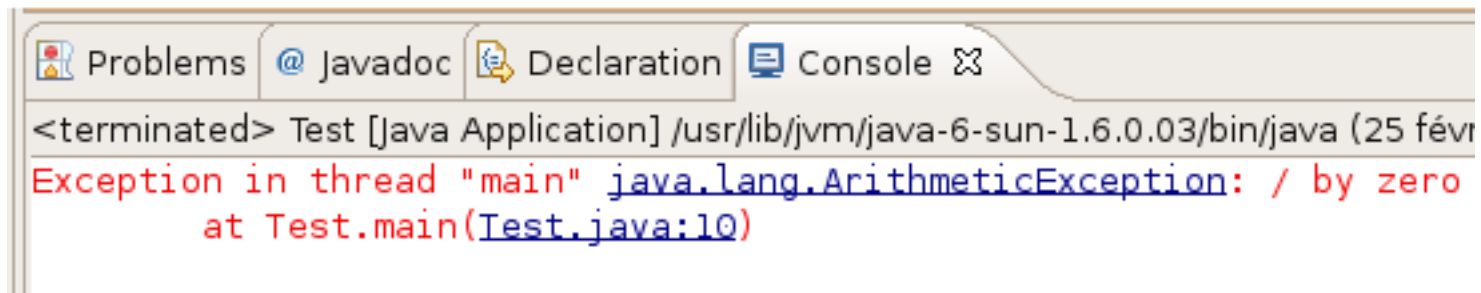 Problems @ Javadoc Declaration Console
<terminated> Test [Java Application] /usr/lib/jvm/java-6-sun-1.6.0.03/bin/java (25 févr
Exception in thread "main" java.lang.ArithmeticException: / by zero
at Test.main(Test.java:10)